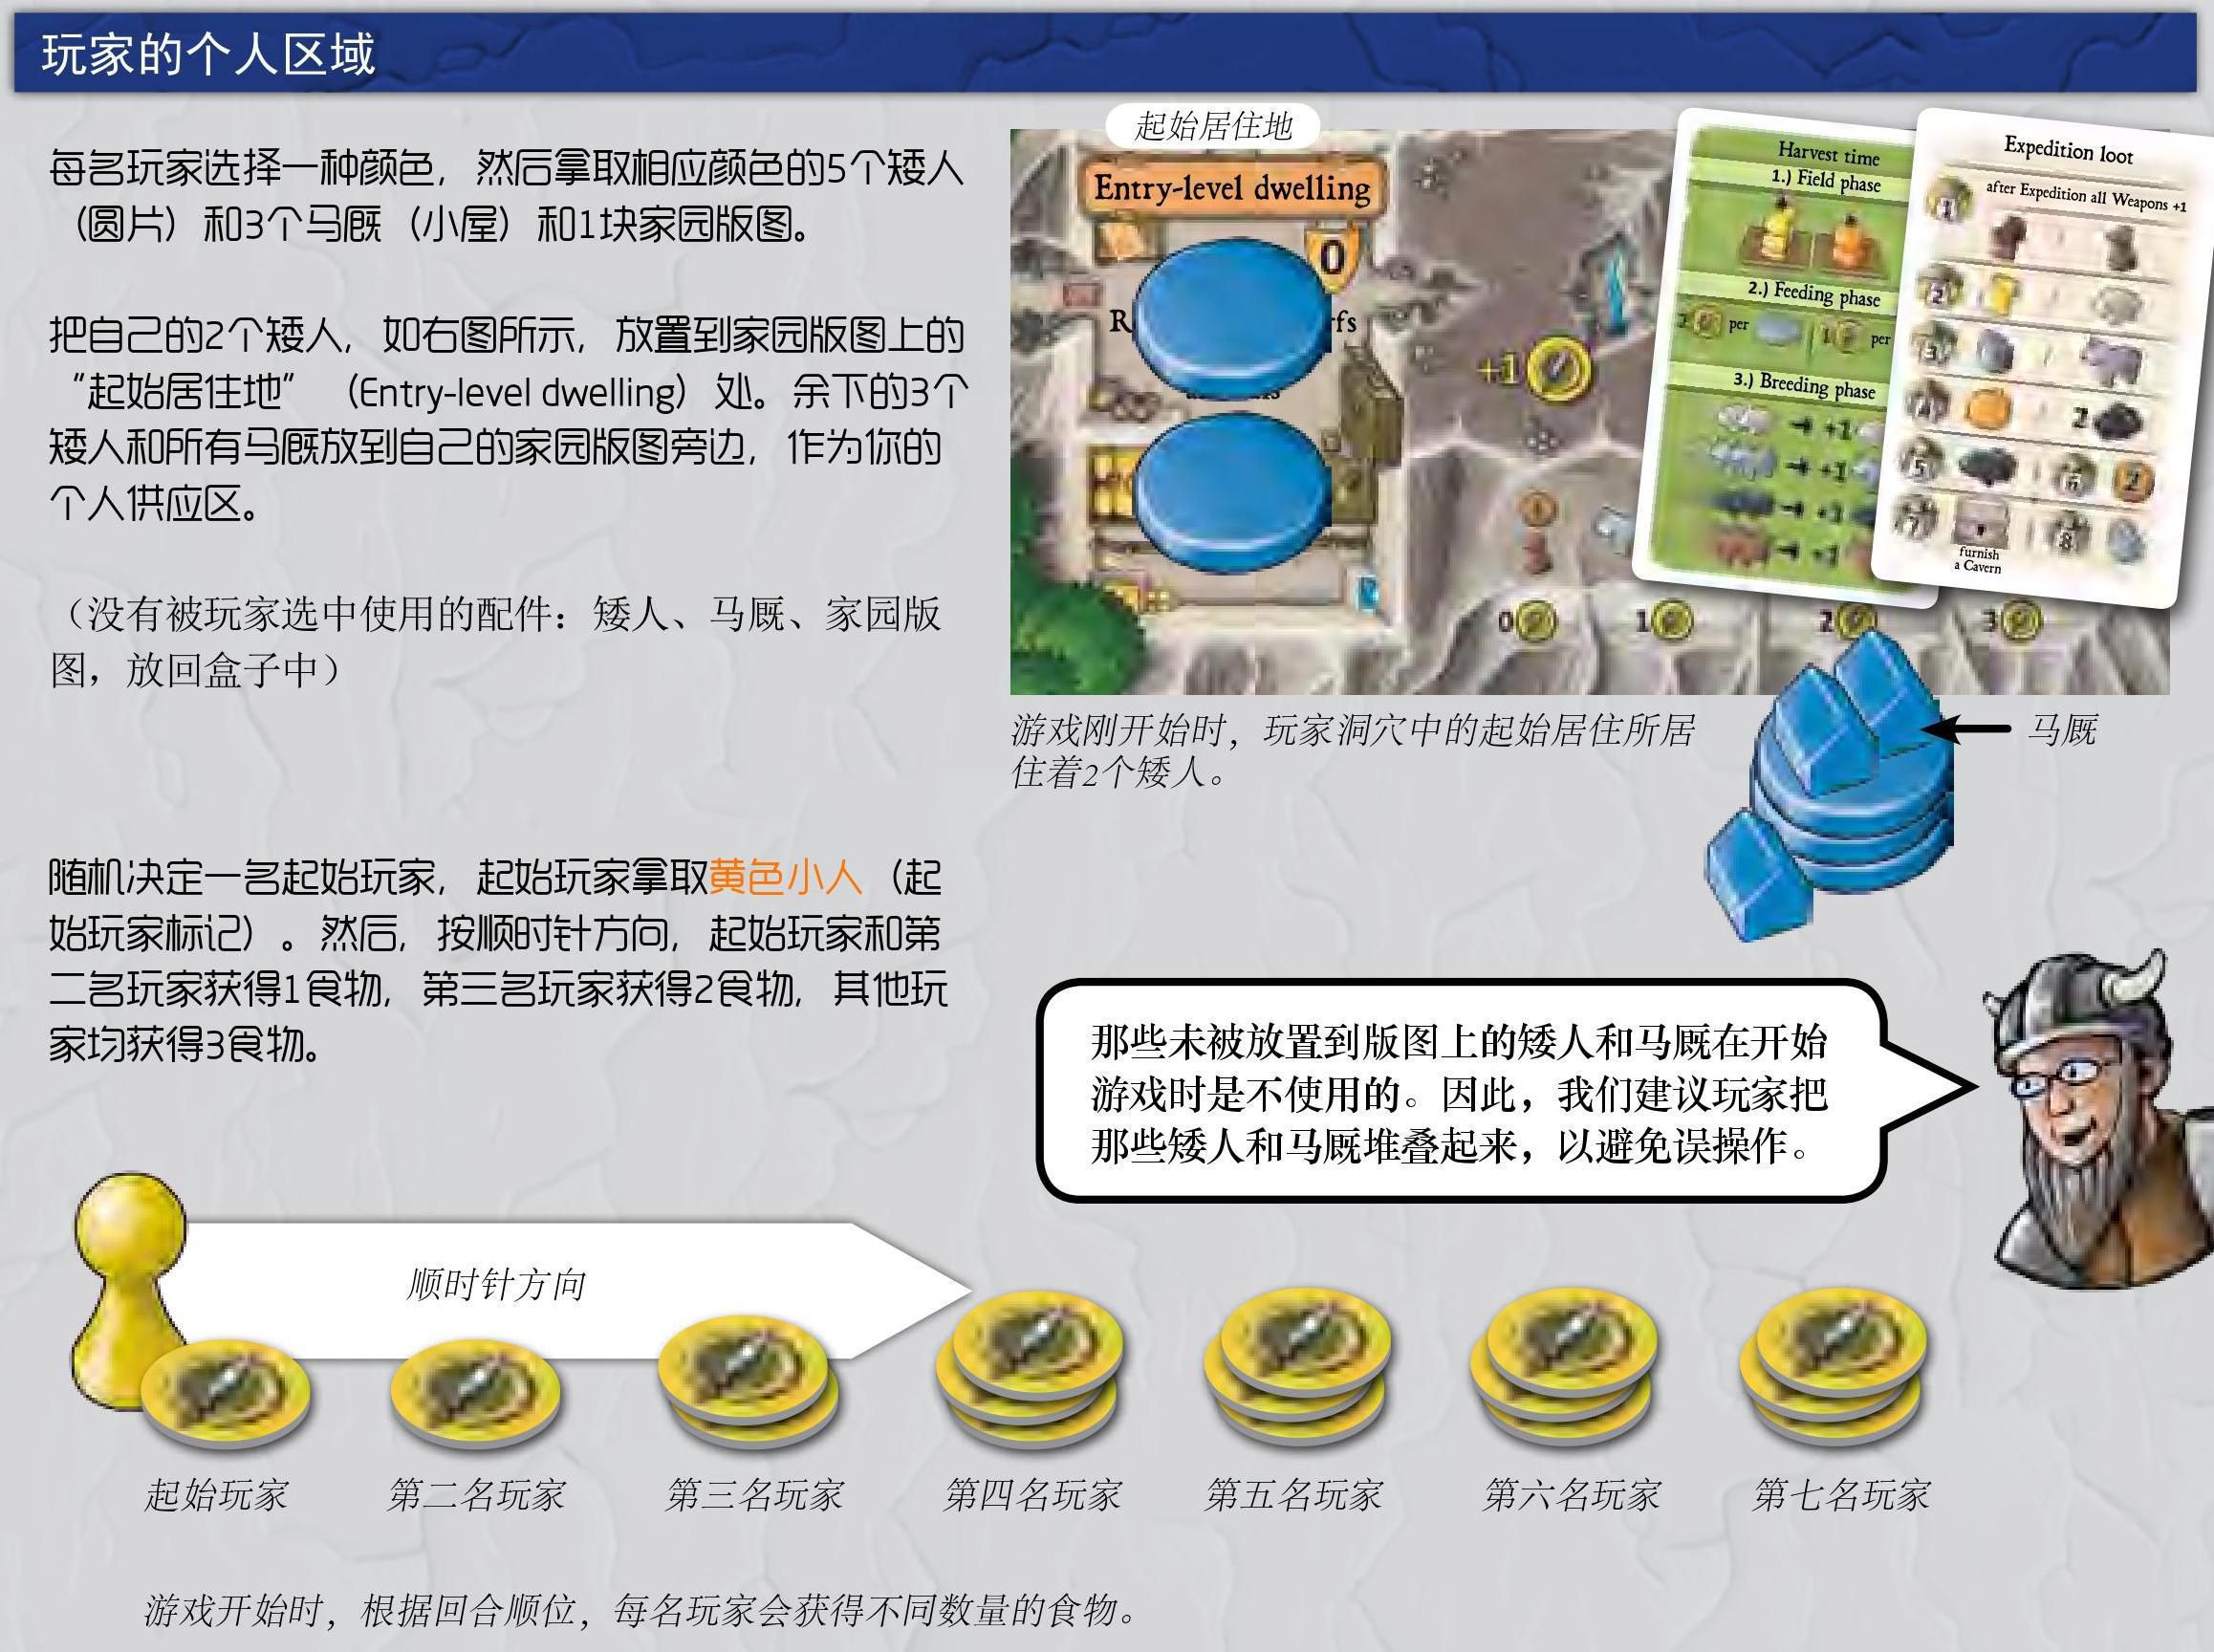 玩家的个人区域
每名玩家选择一种颜色，然后拿取相应颜色的5个矮人
（圆片）和3个马厩（小屋）和1块家园版图。
把自己的2个矮人，如右图所示，放置到家园版图上的
“起始居住地”（Entry-level dwelling）处。余下的3个
矮人和所有马厩放到自己的家园版图旁边，作为你的
个人供应区。
（没有被玩家选中使用的配件：矮人、马厩、家园版
图，放回盒子中）
随机决定一名起始玩家，起始玩家拿取黄色小人（起
始玩家标记）。然后，按顺时针方向，起始玩家和第
二名玩家获得1食物，第三名玩家获得2食物，其他玩
家均获得3食物。
起始居住地
Entry-level dwelling
0
+1
0
1
2
3
Harvest time
1.) Field phase
2.) Feeding phase
2 per 1 per
3.) Breeding phase
+1
+1
+1
+1
Expedition loot
after Expedition all Weapons +1
1
2
3
4 2
5 6 2
7 8
furnish
a Cavern
游戏刚开始时，玩家洞穴中的起始居住所居
住着2个矮人。
马厩
那些未被放置到版图上的矮人和马厩在开始
游戏时是不使用的。因此，我们建议玩家把
那些矮人和马厩堆叠起来，以避免误操作。
顺时针方向
起始玩家 第二名玩家 第三名玩家 第四名玩家 第五名玩家 第六名玩家 第七名玩家
游戏开始时，根据回合顺位，每名玩家会获得不同数量的食物。